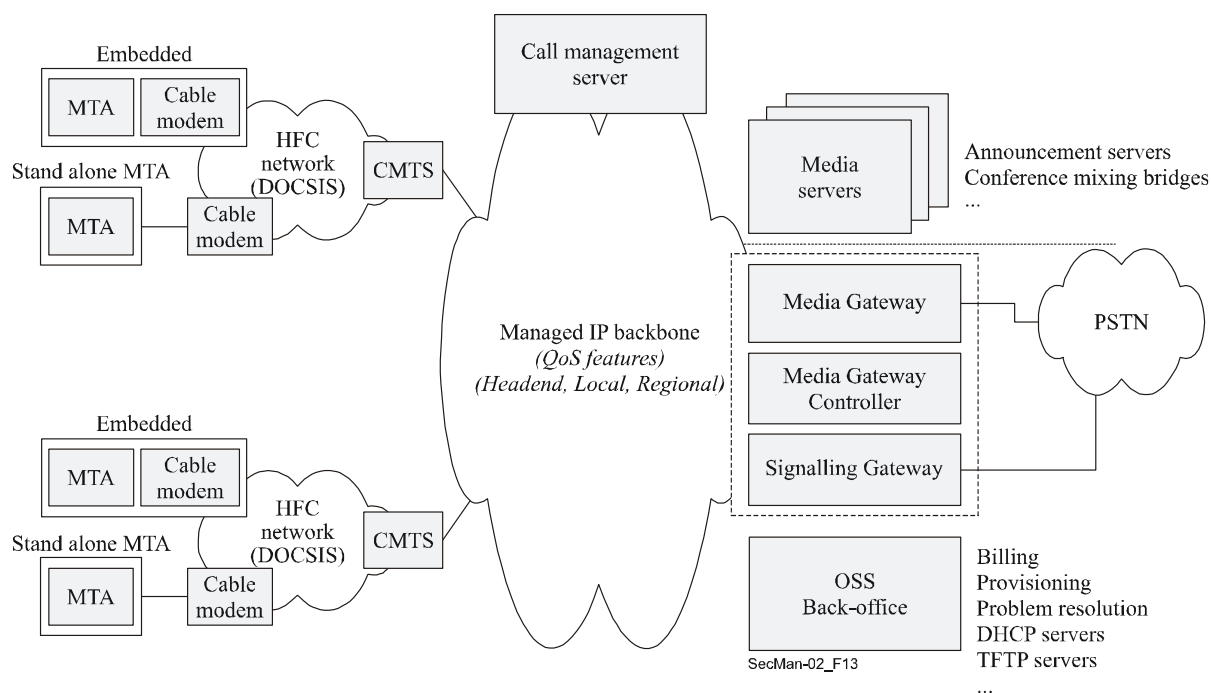 Call management
server
Embedded
MTA
Cable
modem
HFC
network
(DOCSIS)
CMTS
Stand alone MTA
MTA
Cable
modem
Media
servers
Announcement servers
Conference mixing bridges
...
Media Gateway
PSTN
Managed IP backbone
(QoS features)
(Headend, Local, Regional)
Media Gateway
Controller
Signalling Gateway
Embedded
MTA
Cable
modem
HFC
network
(DOCSIS)
CMTS
Stand alone MTA
MTA
Cable
modem
OSS
Back-office
Billing
Provisioning
Problem resolution
DHCP servers
TFTP servers
...
SecMan-02_F13